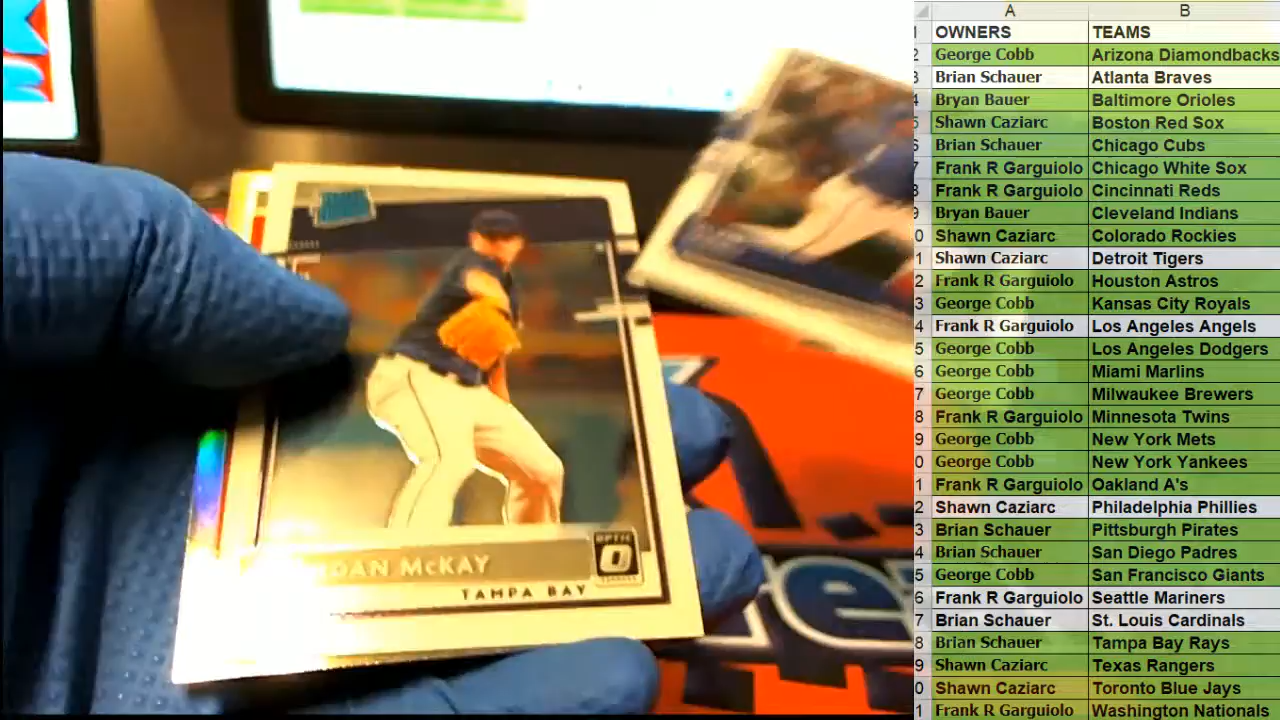 DAN McKAY
TAMPA BAY
OPTIC
A B
OWNERS TEAMS
George Cobb Arizona Diamondbacks
Brian Schauer Atlanta Braves
Bryan Bauer Baltimore Orioles
Shawn Caziarc Boston Red Sox
Brian Schauer Chicago Cubs
Frank R Garguiolo Chicago White Sox
Frank R Garguiolo Cincinnati Reds
Bryan Bauer Cleveland Indians
Shawn Caziarc Colorado Rockies
Shawn Caziarc Detroit Tigers
Frank R Garguiolo Houston Astros
George Cobb Kansas City Royals
Frank R Garguiolo Los Angeles Angels
George Cobb Los Angeles Dodgers
George Cobb Miami Marlins
George Cobb Milwaukee Brewers
Frank R Garguiolo Minnesota Twins
George Cobb New York Mets
George Cobb New York Yankees
Frank R Garguiolo Oakland A's
Shawn Caziarc Philadelphia Phillies
Brian Schauer Pittsburgh Pirates
Brian Schauer San Diego Padres
George Cobb San Francisco Giants
Frank R Garguiolo Seattle Mariners
Brian Schauer St. Louis Cardinals
Brian Schauer Tampa Bay Rays
Shawn Caziarc Texas Rangers
Shawn Caziarc Toronto Blue Jays
Frank R Garguiolo Washington Nationals